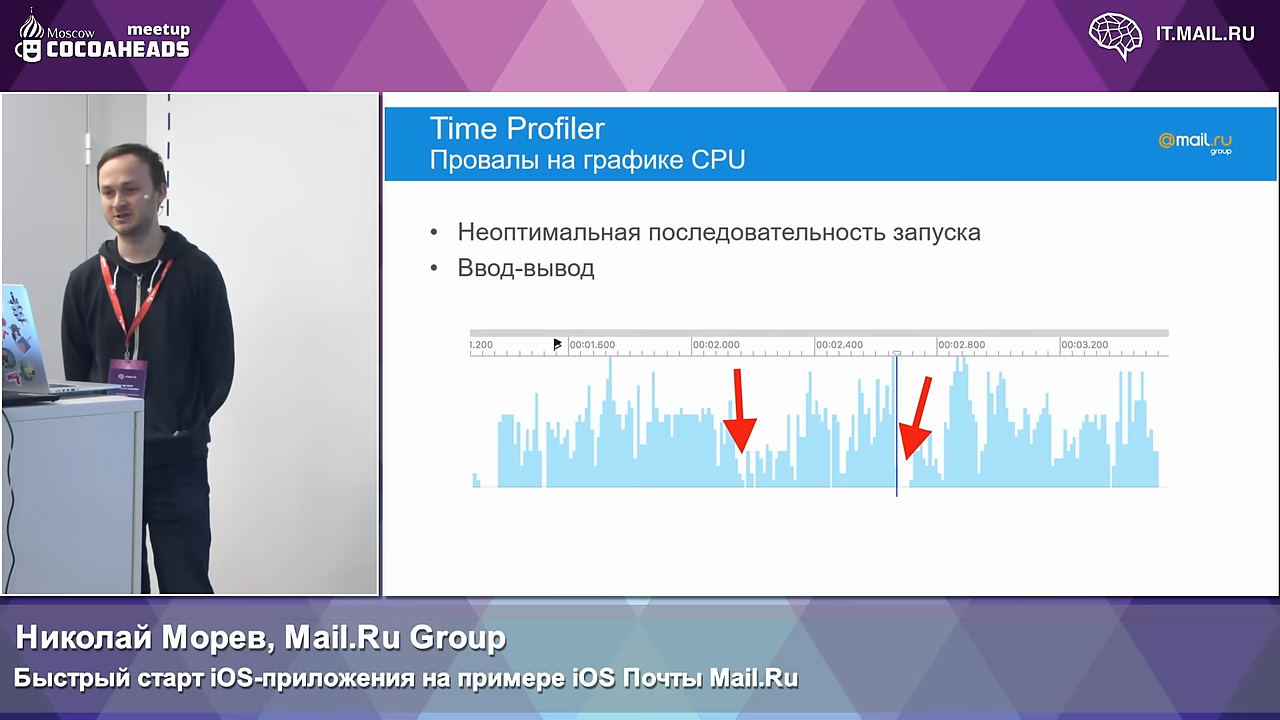 Moscow
meetup
COCOAHEADS
IT.MAIL.RU
Time Profiler
Провалы на графике CPU
@mail.ru
group
• Неоптимальная последовательность запуска
• Ввод-вывод
1.200 00:01.600 00:02.000 00:02.400 00:02.800 00:03.200
Николай Морев, Mail.Ru Group
Быстрый старт iOS-приложения на примере iOS Почты Mail.Ru